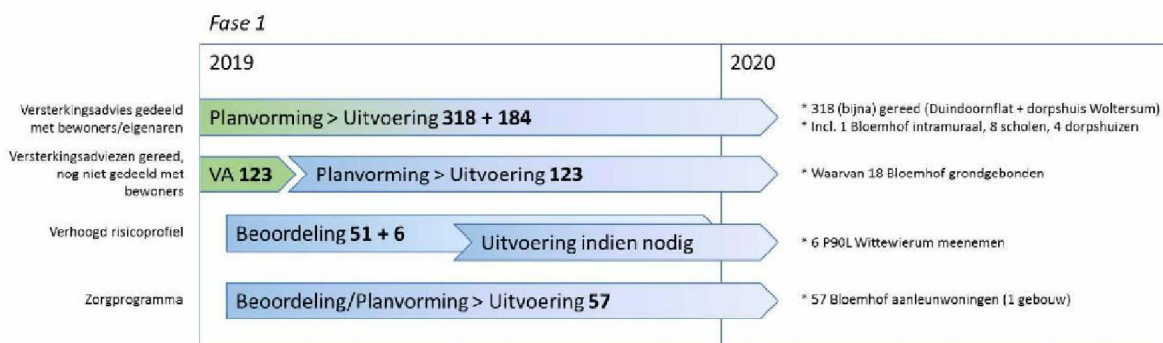 Fase 1
2019
2020
Versterkingsadvies gedeeld
met bewoners/eigenaren
Planvorming > Uitvoering 318 + 184
* 318 (bijna) gereed (Duindoornflat + dorpshuis Woltersum)
* Incl. 1 Bloemhof intramuraal, 8 scholen, 4 dorpshuizen
Versterkingsadviezen gereed,
nog niet gedeeld met
bewoners
VA 123
Planvorming > Uitvoering 123
* Waarvan 18 Bloemhof grondgebonden
Verhoogd risicoprofiel
Beoordeling 51 + 6
Uitvoering indien nodig
* 6 P90L Wittewierum meenemen
Zorgprogramma
Beoordeling/Planvorming > Uitvoering 57
* 57 Bloemhof aanleunwoningen (1 gebouw)